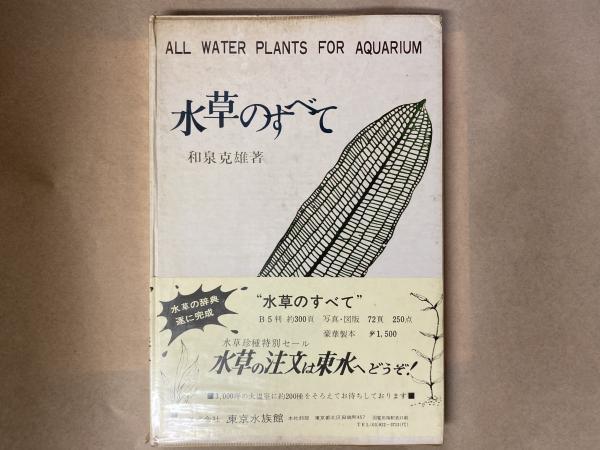 ALL WATER PLANTS FOR AQUARIUM
水草のすべて
和泉克雄著
水草の辞典
遂に完成
“水草のすべて”
B5判 約300頁 写真・図版 72頁 250点
豪華製本 ¥1,500
水草珍種特別セール
水草の注文は東水へどうぞ!
■3,000坪の大温室に約200種をそろえてお待ちしております■
会社 東京水族館 本社
TEL